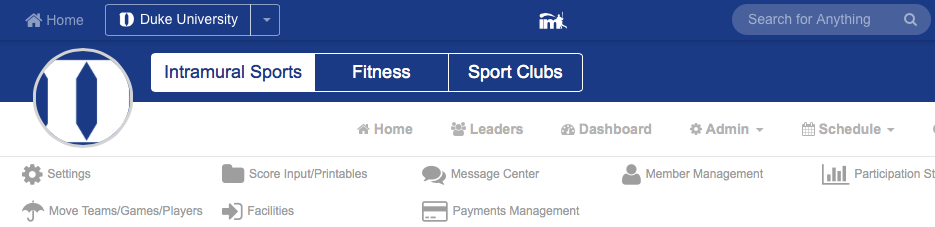 Home Duke University im Search for Anything
Intramural Sports Fitness Sport Clubs
Home Leaders Dashboard Admin Schedule
Settings Score Input/Printables Message Center Member Management Participation St
Move Teams/Games/Players Facilities Payments Management